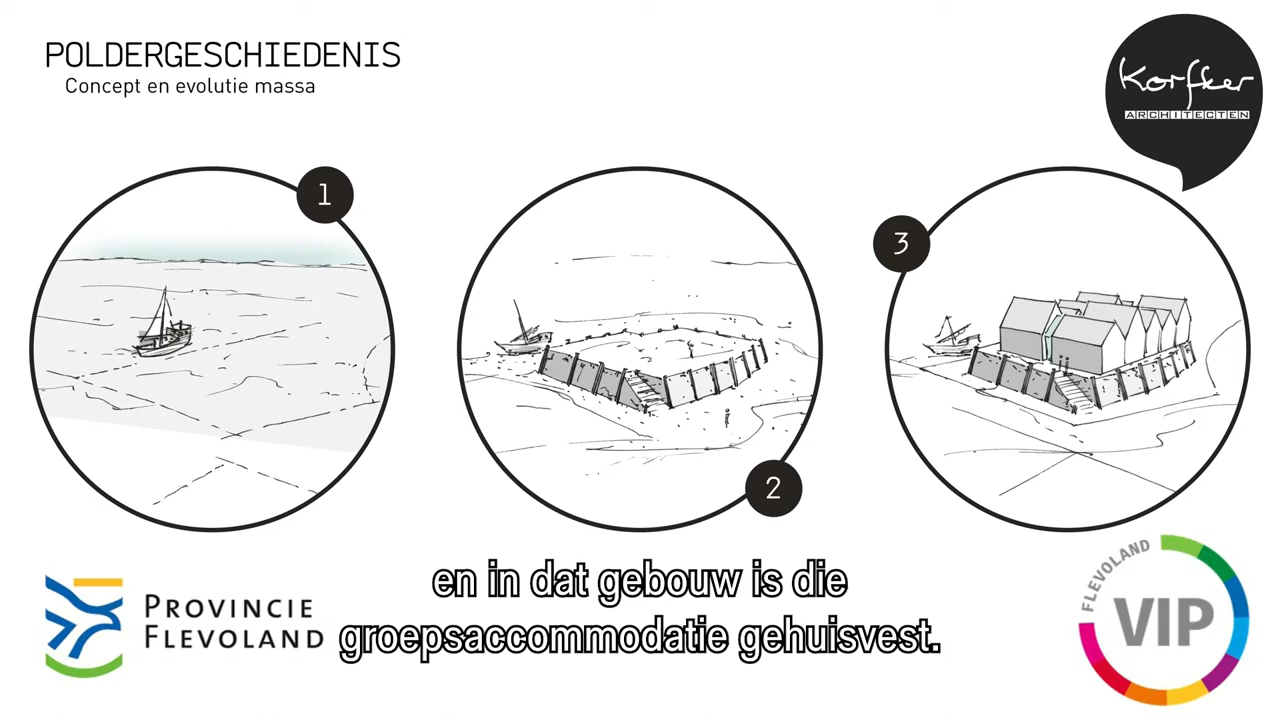 POLDERGESCHIEDENIS
Concept en evolutie massa
Korfker
ARCHITECTEN
1
2
3
PROVINCIE
FLEVOLAND
FLEVOLAND
VIP
en in dat gebouw is die
groepsaccommodatie gehuisvest.